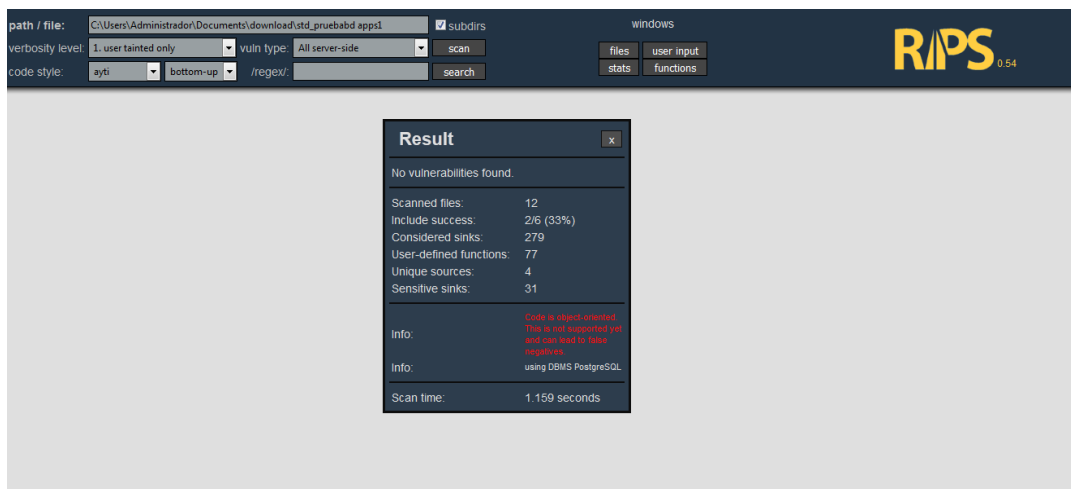 path / file: C:\Users\Administrador\Documents\download\std_pruebabd apps1 subdirs windows
verbosity level: 1. user tainted only vuln type: All server-side scan files user input
code style: ayti bottom-up /regex/: search stats functions
RIPS 0.54
Result x
No vulnerabilities found.
Scanned files: 12
Include success: 2/6 (33%)
Considered sinks: 279
User-defined functions: 77
Unique sources: 4
Sensitive sinks: 31
Info: Code is object-oriented.
This is not supported yet
and can lead to false
negatives.
Info: using DBMS PostgreSQL
Scan time: 1.159 seconds